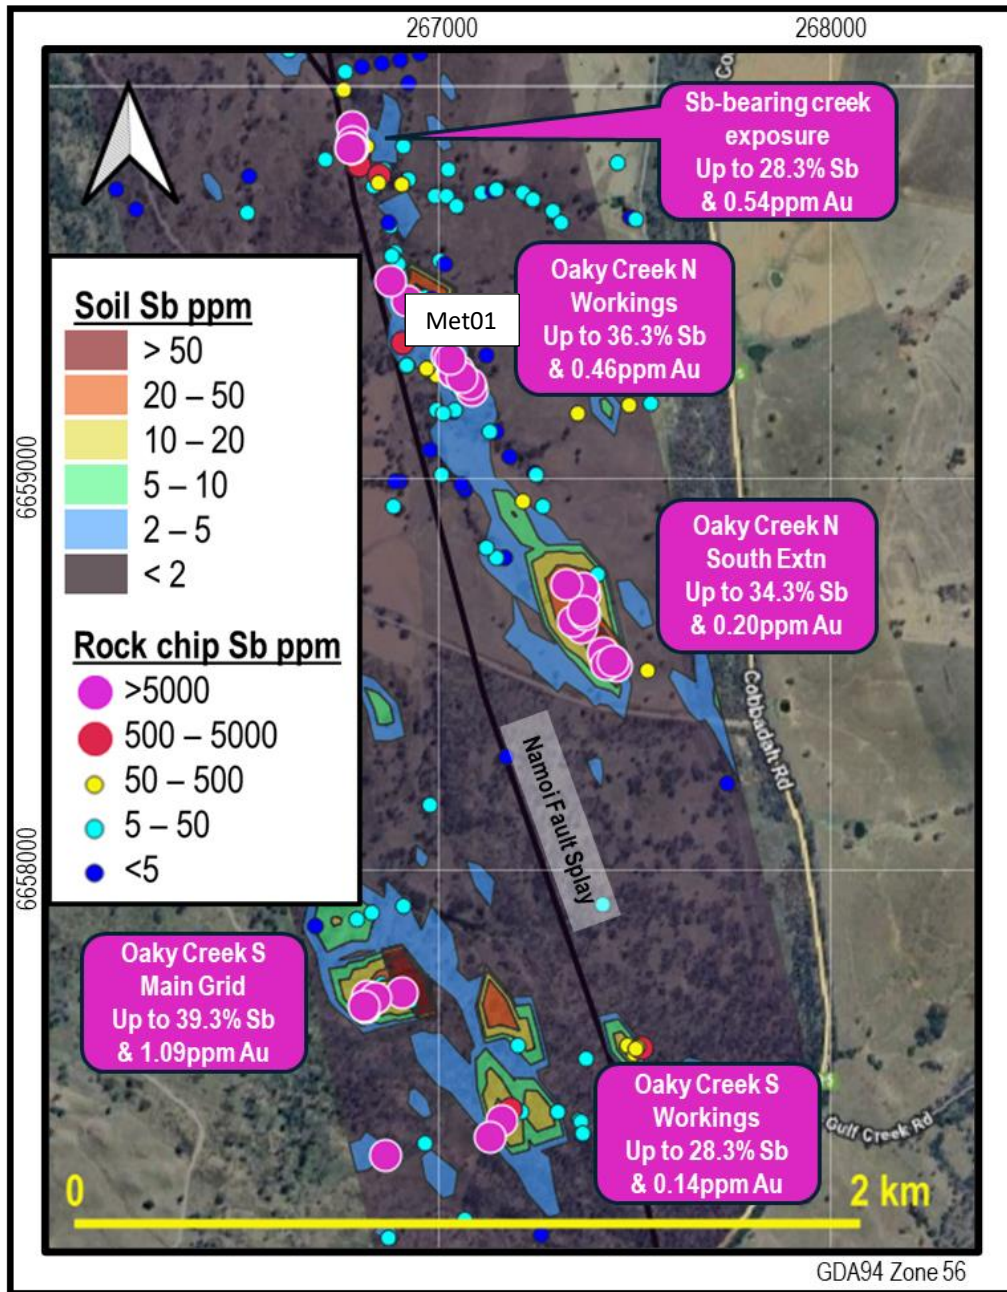 267000
268000
Co
Sb-bearing creek
exposure
Up to 28.3% Sb
& 0.54ppm Au
Oaky Creek N
Workings
Up to 36.3% Sb
& 0.46ppm Au
Met01
Soil Sb ppm
> 50
20 – 50
10 – 20
5 – 10
2 – 5
< 2
Rock chip Sb ppm
>5000
500 – 5000
50 – 500
5 – 50
<5
6659000
Oaky Creek N
South Extn
Up to 34.3% Sb
& 0.20ppm Au
Cobbadah Rd
Namoi Fault Splay
6658000
Oaky Creek S
Main Grid
Up to 39.3% Sb
& 1.09ppm Au
Oaky Creek S
Workings
Up to 28.3% Sb
& 0.14ppm Au
Gulf Creek Rd
0
2 km
GDA94 Zone 56